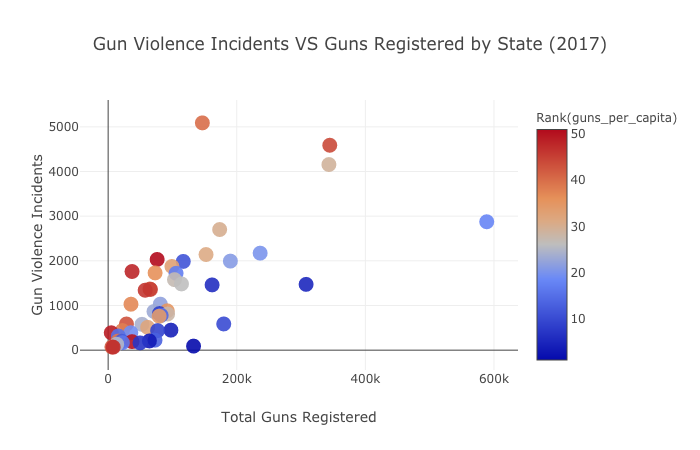 Gun Violence Incidents VS Guns Registered by State (2017)
Rank(guns_per_capita)
50
40
30
20
10
5000
4000
3000
2000
1000
0
Gun Violence Incidents
0
200k
400k
600k
Total Guns Registered